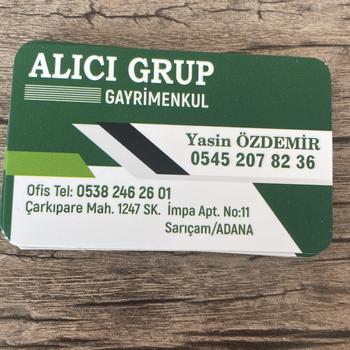 ALICI GRUP
GAYRİMENKUL
Yasin ÖZDEMİR
0545 207 82 36
Ofis Tel: 0538 246 26 01
Çarkıpare Mah. 1247 SK. İmpa Apt. No:11
Sarıçam/ADANA